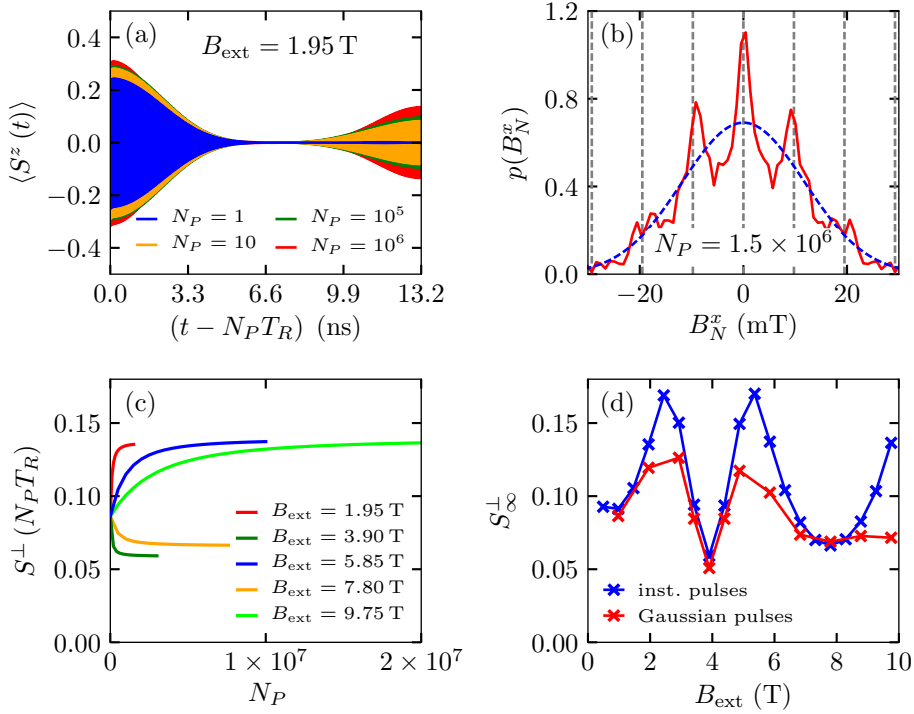 (a)
B_ext = 1.95 T
⟨S^z(t)⟩
0.4
0.2
0.0
−0.2
−0.4
N_P = 1
N_P = 10
N_P = 10^5
N_P = 10^6
0.0 3.3 6.6 9.9 13.2
(t − N_P T_R) (ns)
(b)
p(B_N^x)
1.2
0.8
0.4
0.0
N_P = 1.5 × 10^6
−20 0 20
B_N^x (mT)
(c)
S^⊥ (N_P T_R)
0.15
0.10
0.05
0.00
B_ext = 1.95 T
B_ext = 3.90 T
B_ext = 5.85 T
B_ext = 7.80 T
B_ext = 9.75 T
0 1 × 10^7 2 × 10^7
N_P
(d)
S_∞^⊥
0.15
0.10
0.05
0.00
inst. pulses
Gaussian pulses
0 2 4 6 8 10
B_ext (T)